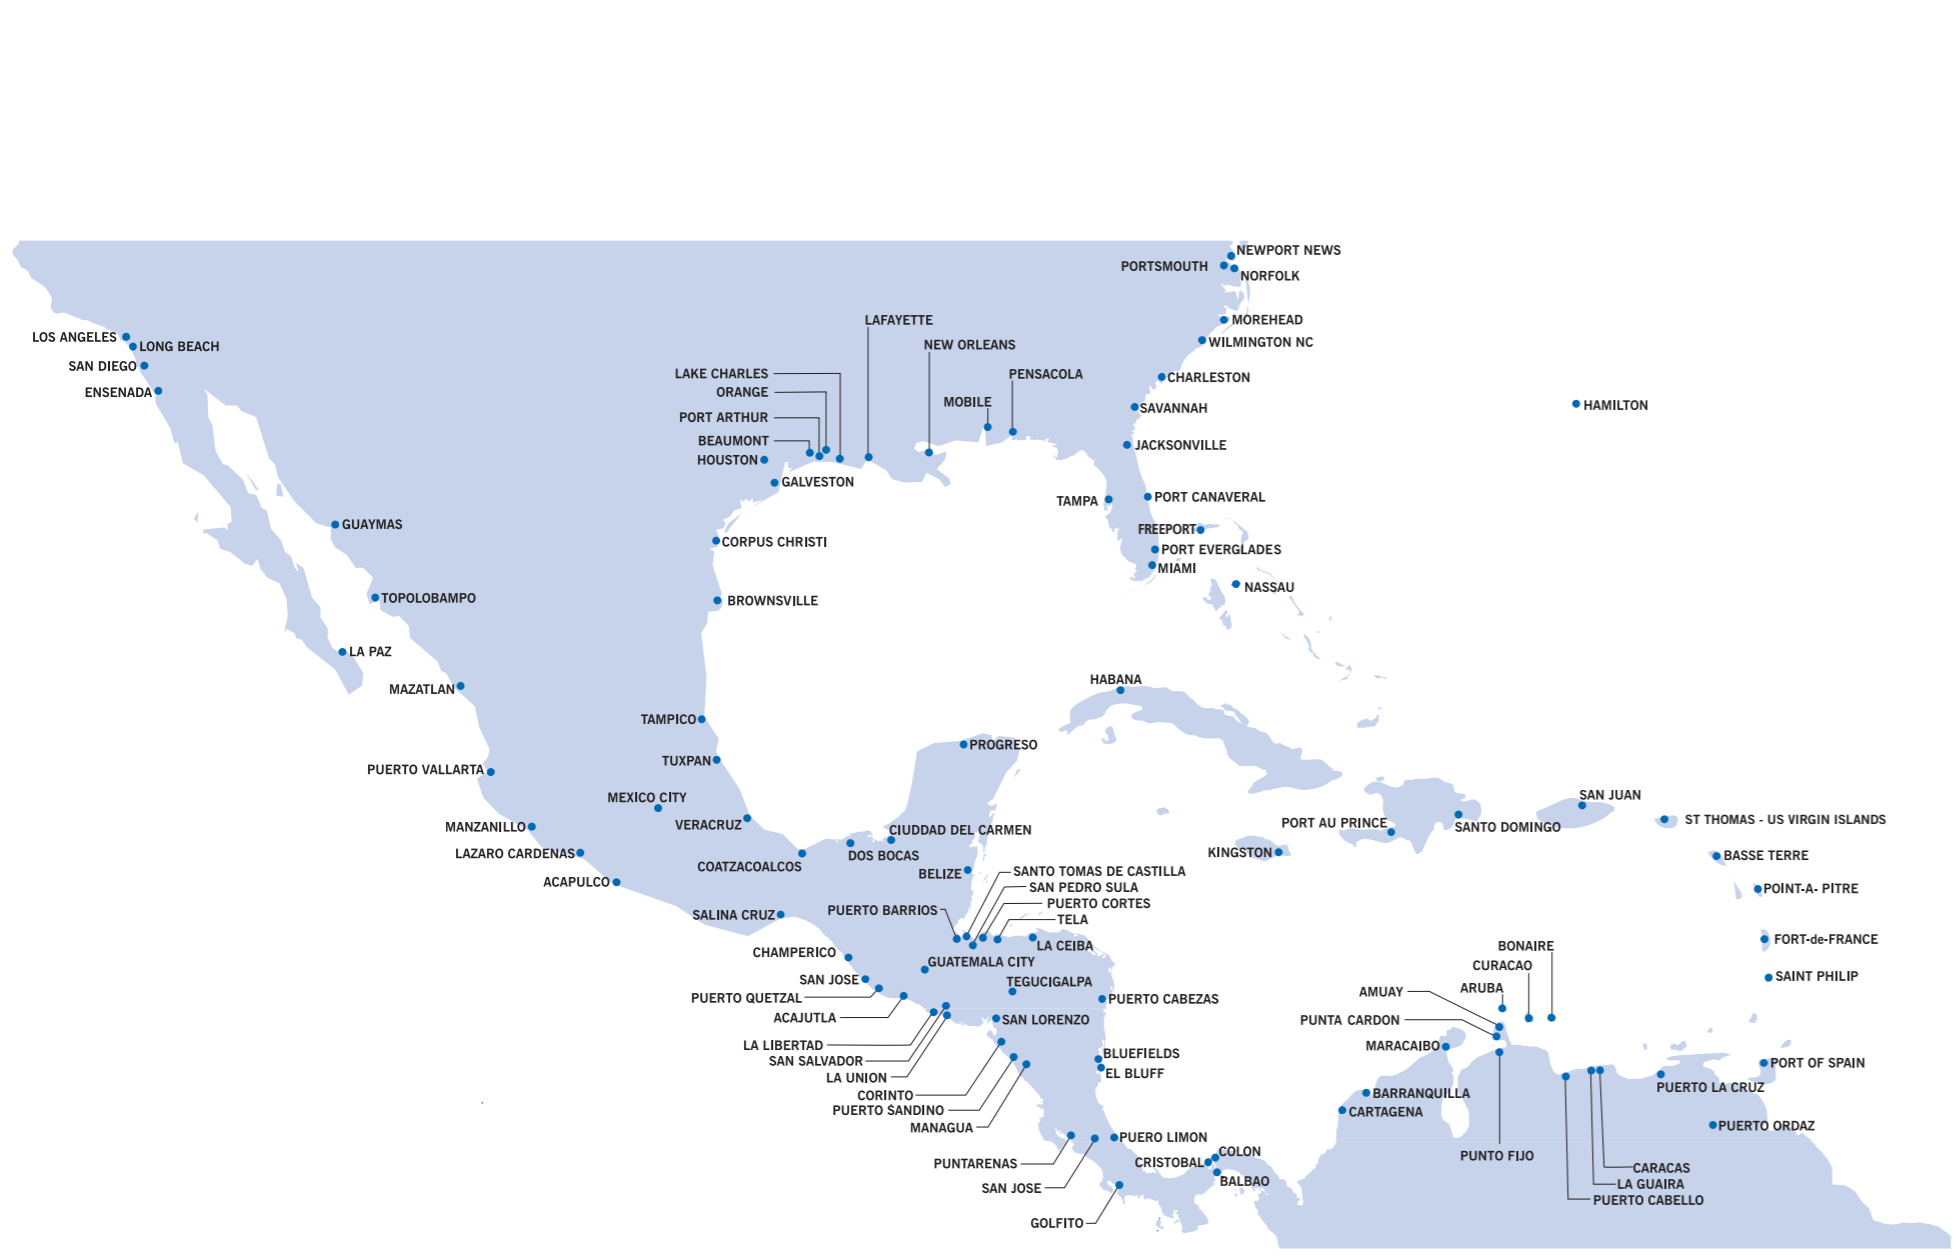 NEWPORT NEWS
PORTSMOUTH
NORFOLK
LAFAYETTE
MOREHEAD
LOS ANGELES
LONG BEACH
NEW ORLEANS
WILMINGTON NC
SAN DIEGO
LAKE CHARLES
PENSACOLA
CHARLESTON
ENSENADA
ORANGE
MOBILE
SAVANNAH
HAMILTON
PORT ARTHUR
BEAUMONT
JACKSONVILLE
HOUSTON
GALVESTON
TAMPA
PORT CANAVERAL
GUAYMAS
FREEPORT
CORPUS CHRISTI
PORT EVERGLADES
MIAMI
NASSAU
TOPOLOBAMPO
BROWNSVILLE
LA PAZ
HABANA
MAZATLAN
TAMPICO
PROGRESO
TUXPAN
PUERTO VALLARTA
MEXICO CITY
SAN JUAN
VERACRUZ
MANZANILLO
CIUDDAD DEL CARMEN
PORT AU PRINCE
SANTO DOMINGO
ST THOMAS - US VIRGIN ISLANDS
LAZARO CARDENAS
COATZACOALCOS
DOS BOCAS
KINGSTON
BASSE TERRE
ACAPULCO
BELIZE
SANTO TOMAS DE CASTILLA
SAN PEDRO SULA
POINT-A- PITRE
PUERTO CORTES
SALINA CRUZ
PUERTO BARRIOS
TELA
LA CEIBA
FORT-de-FRANCE
CHAMPERICO
GUATEMALA CITY
BONAIRE
CURACAO
SAN JOSE
TEGUCIGALPA
ARUBA
SAINT PHILIP
PUERTO QUETZAL
PUERTO CABEZAS
AMUAY
ACAJUTLA
SAN LORENZO
PUNTA CARDON
LA LIBERTAD
MARACAIBO
SAN SALVADOR
BLUEFIELDS
PORT OF SPAIN
LA UNION
EL BLUFF
PUERTO LA CRUZ
CORINTO
BARRANQUILLA
PUERTO SANDINO
CARTAGENA
MANAGUA
PUERTO ORDAZ
PUERO LIMON
PUNTARENAS
COLON
CRISTOBAL
PUNTO FIJO
CARACAS
SAN JOSE
BALBAO
LA GUAIRA
PUERTO CABELLO
GOLFITO